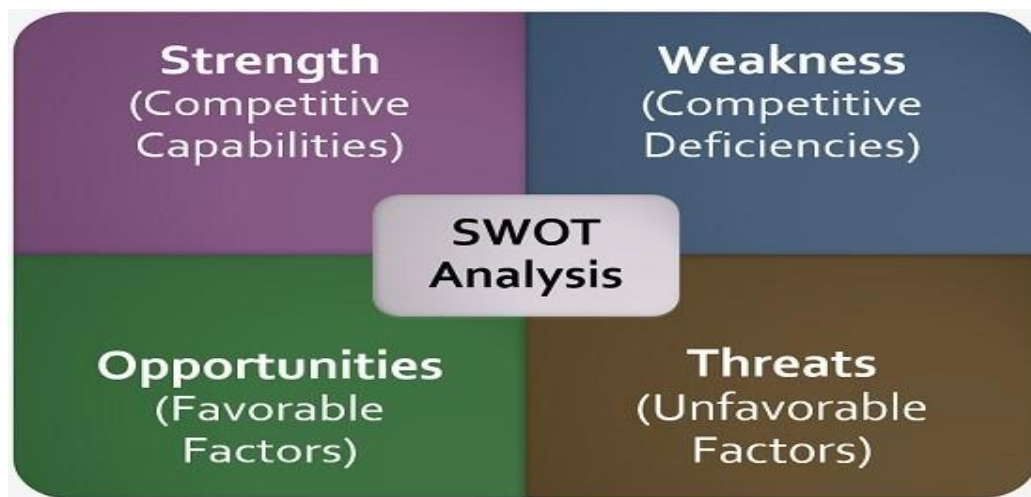 Strength
(Competitive
Capabilities)
Weakness
(Competitive
Deficiencies)
SWOT
Analysis
Opportunities
(Favorable
Factors)
Threats
(Unfavorable
Factors)